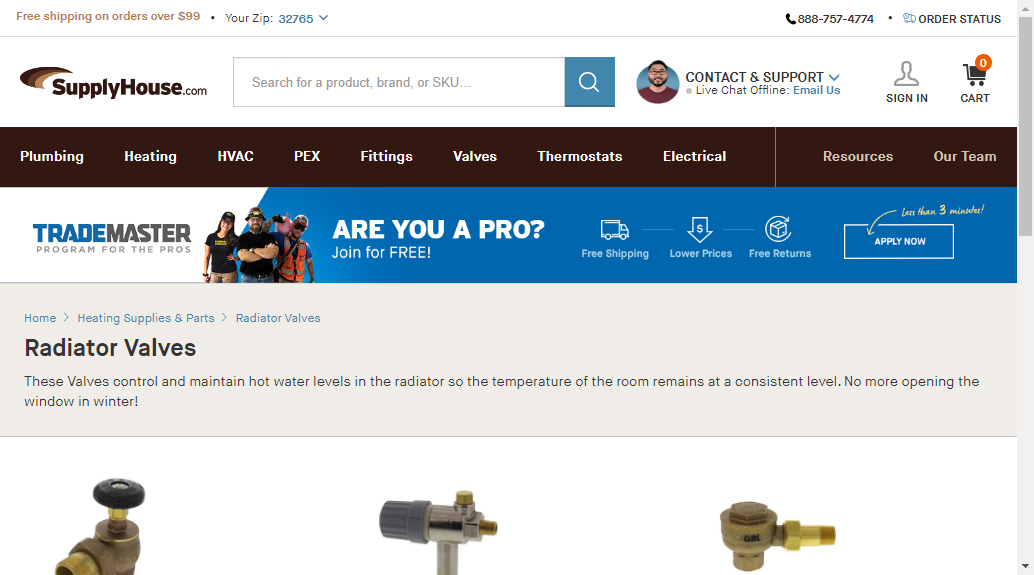 Free shipping on orders over $99 • Your Zip: 32765
888-757-4774 • ORDER STATUS
SupplyHouse.com
Search for a product, brand, or SKU...
CONTACT & SUPPORT
Live Chat Offline: Email Us
SIGN IN
0
CART
Plumbing Heating HVAC PEX Fittings Valves Thermostats Electrical Resources Our Team
TRADEMASTER
PROGRAM FOR THE PROS
ARE YOU A PRO?
Join for FREE!
Free Shipping Lower Prices Free Returns
Less than 3 minutes!
APPLY NOW
Home > Heating Supplies & Parts > Radiator Valves
Radiator Valves
These Valves control and maintain hot water levels in the radiator so the temperature of the room remains at a consistent level. No more opening the
window in winter!